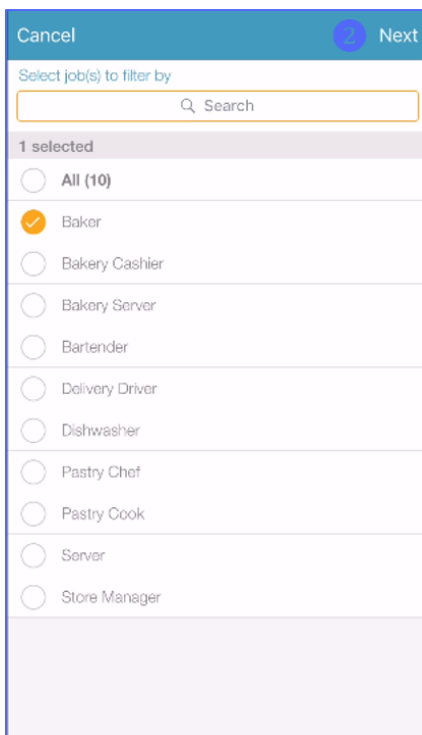 Cancel 2 Next
Select job(s) to filter by
Search
1 selected
All (10)
Baker
Bakery Cashier
Bakery Server
Bartender
Delivery Driver
Dishwasher
Pastry Chef
Pastry Cook
Server
Store Manager